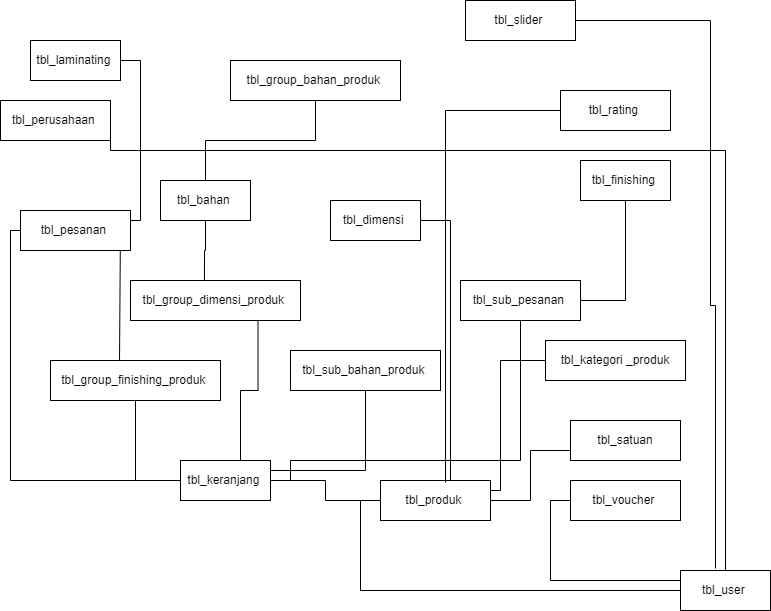 tbl_slider
tbl_laminating
tbl_group_bahan_produk
tbl_perusahaan
tbl_rating
tbl_finishing
tbl_bahan
tbl_pesanan
tbl_dimensi
tbl_group_dimensi_produk
tbl_sub_pesanan
tbl_kategori _produk
tbl_sub_bahan_produk
tbl_group_finishing_produk
tbl_satuan
tbl_keranjang
tbl_produk
tbl_voucher
tbl_user